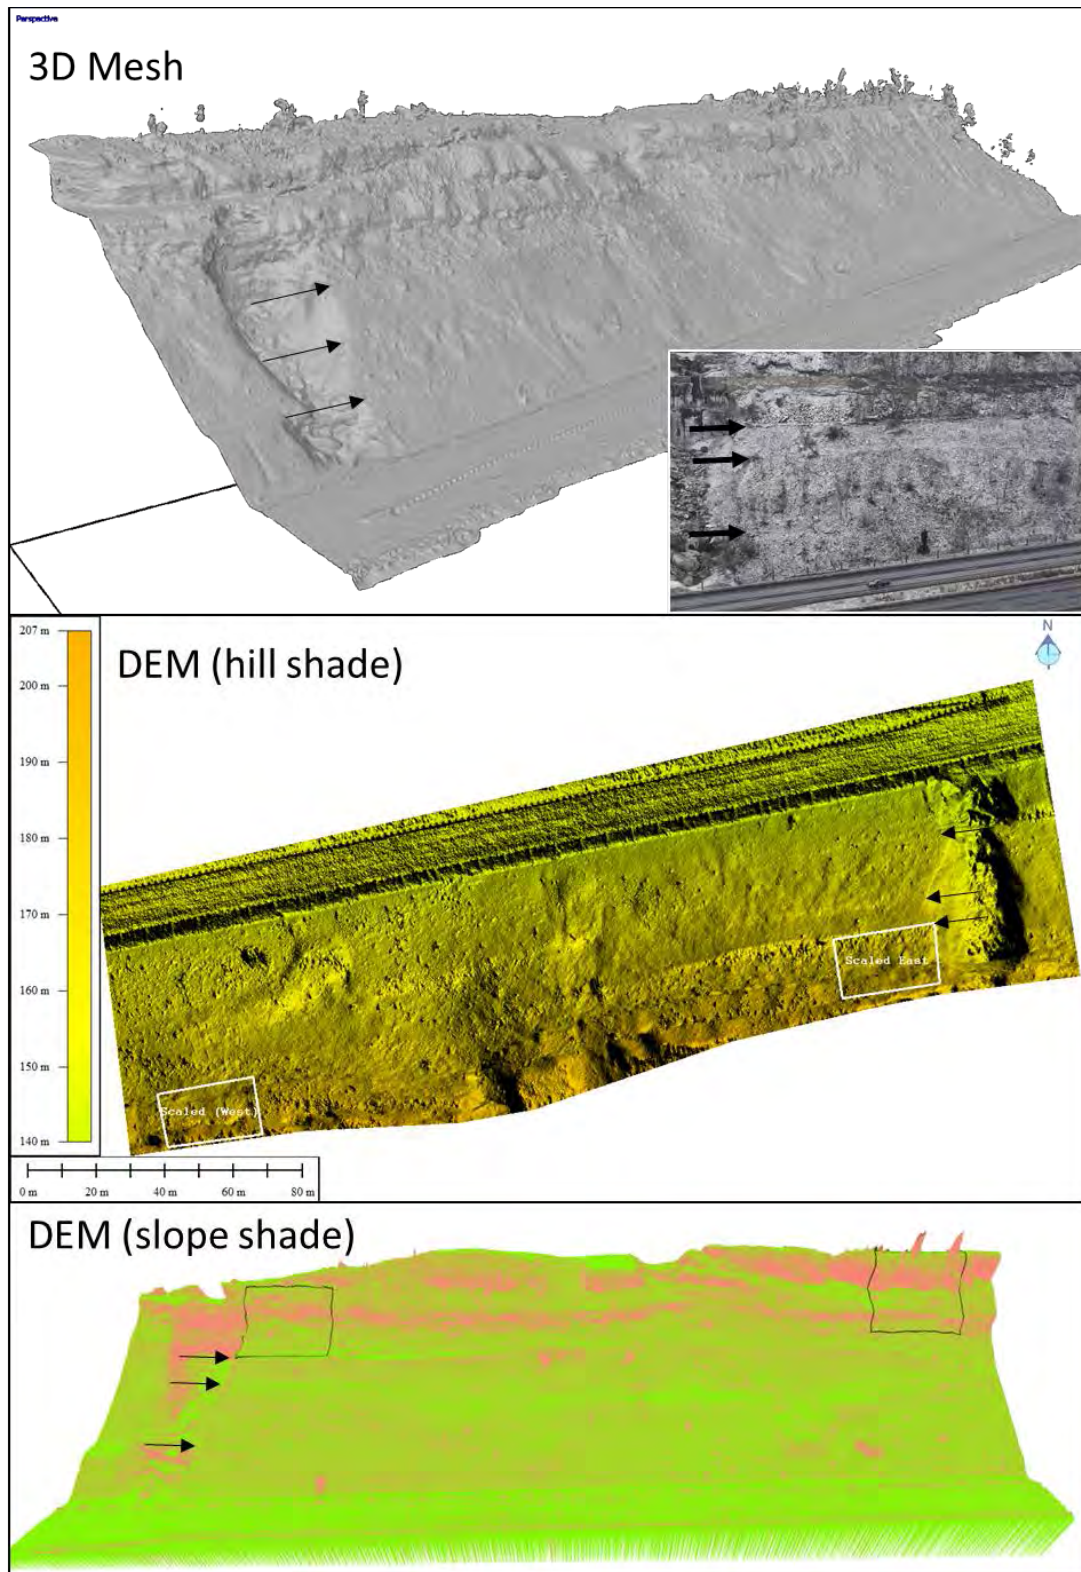 Perspective
3D Mesh
DEM (hill shade)
N
207 m
200 m
190 m
180 m
170 m
160 m
150 m
140 m
Scaled East
Scaled (West)
0 m 20 m 40 m 60 m 80 m
DEM (slope shade)